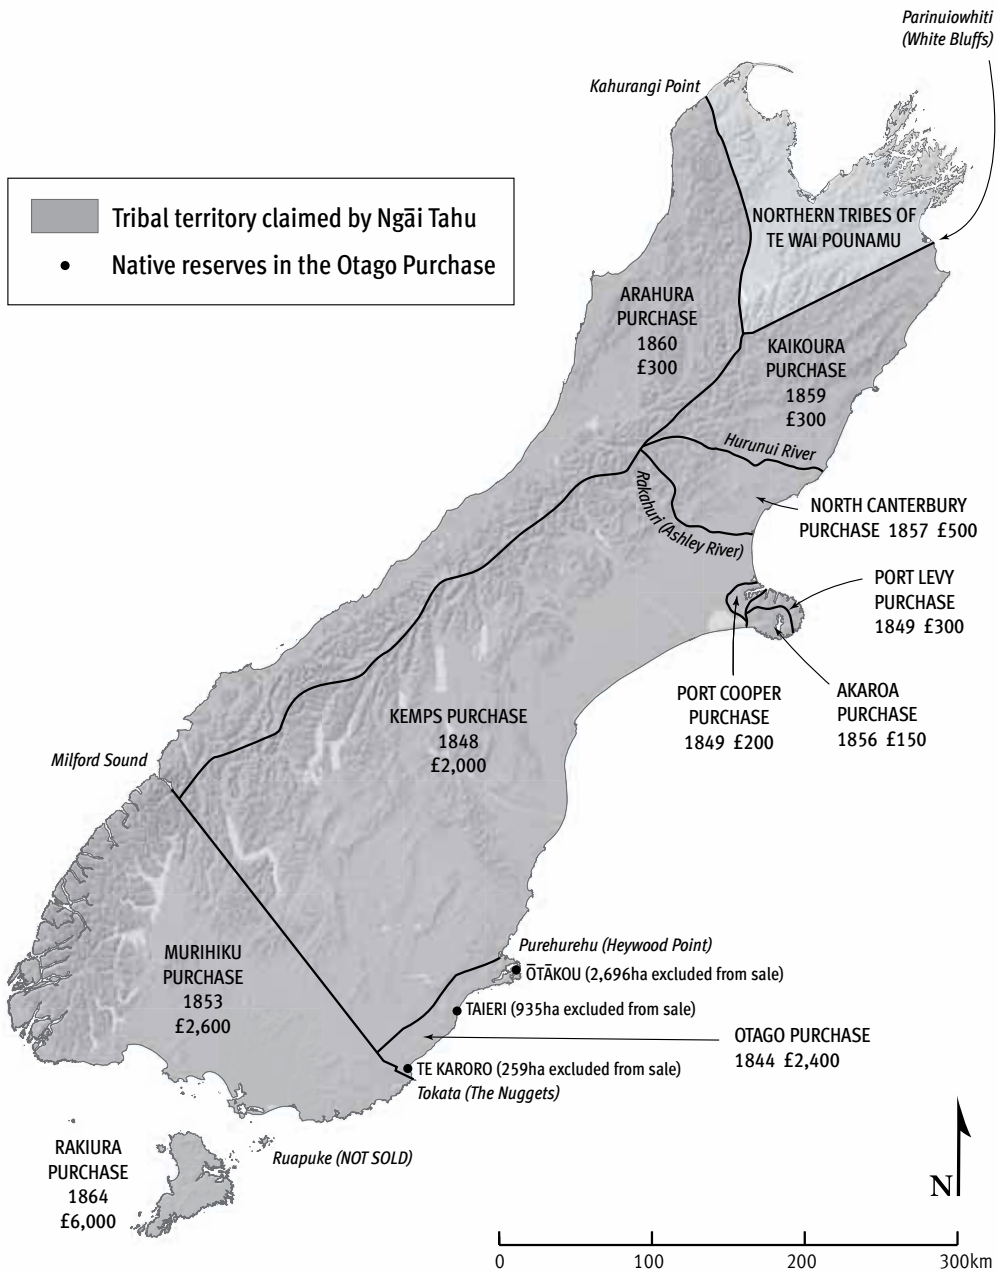 Parinuiowhiti
(White Bluffs)
Kahurangi Point
Tribal territory claimed by Ngāi Tahu
Native reserves in the Otago Purchase
NORTHERN TRIBES OF
TE WAI POUNAMU
ARAHURA
PURCHASE
1860
£300
KAIKOURA
PURCHASE
1859
£300
Hurunui River
Rakahuri (Ashley River)
NORTH CANTERBURY
PURCHASE 1857 £500
PORT LEVY
PURCHASE
1849 £300
PORT COOPER
PURCHASE
1849 £200
AKAROA
PURCHASE
1856 £150
KEMPS PURCHASE
1848
£2,000
Milford Sound
MURIHIKU
PURCHASE
1853
£2,600
Purehurehu (Heywood Point)
ŌTĀKOU (2,696ha excluded from sale)
TAIERI (935ha excluded from sale)
OTAGO PURCHASE
1844 £2,400
TE KARORO (259ha excluded from sale)
Tokata (The Nuggets)
Ruapuke (NOT SOLD)
RAKIURA
PURCHASE
1864
£6,000
N
0 100 200 300km